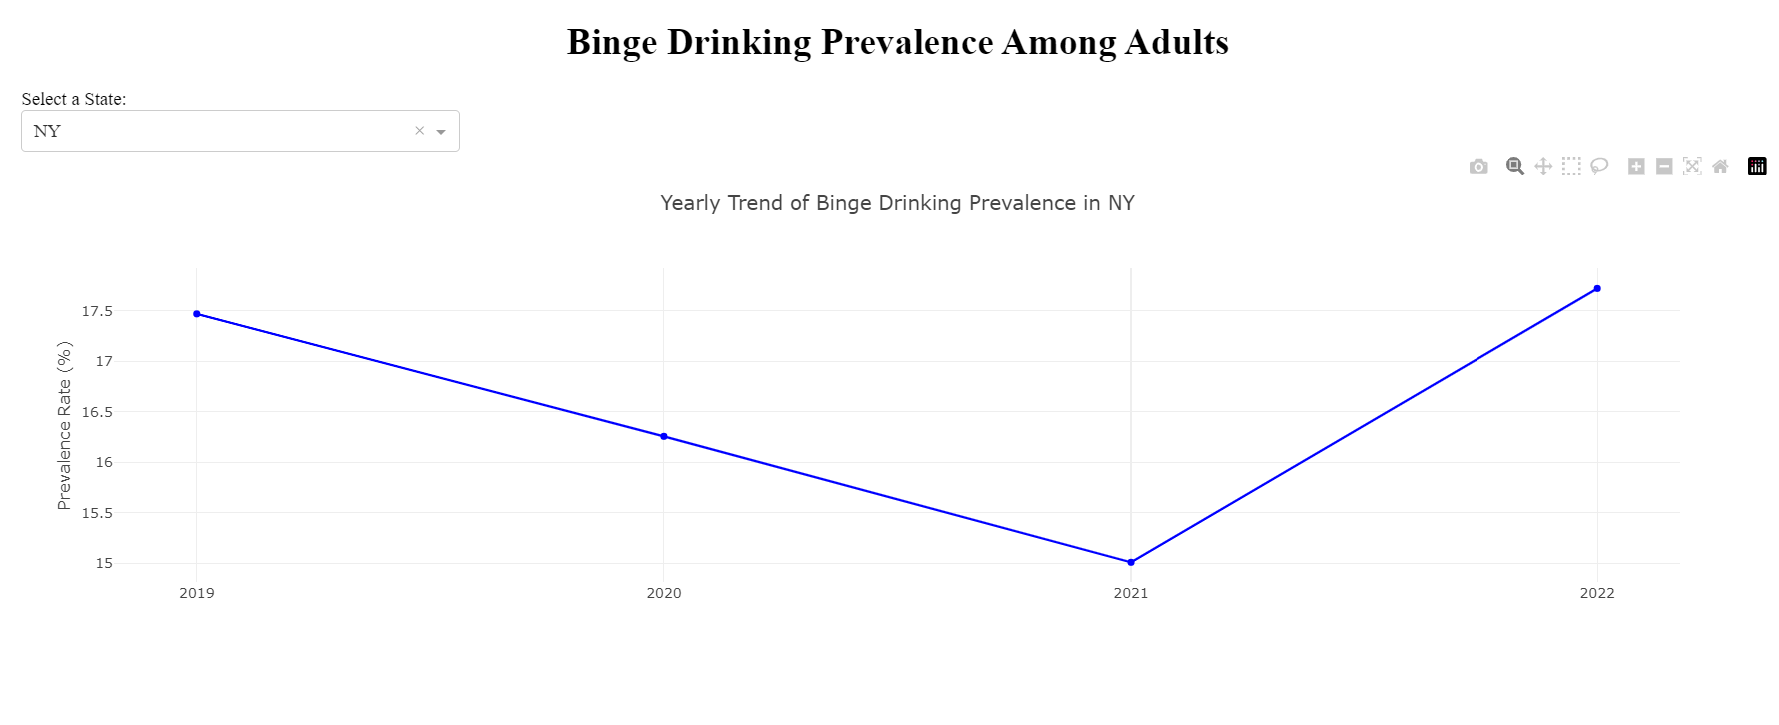 Binge Drinking Prevalence Among Adults
Select a State:
NY
×
Yearly Trend of Binge Drinking Prevalence in NY
Prevalence Rate (%)
17.5
17
16.5
16
15.5
15
2019 2020 2021 2022